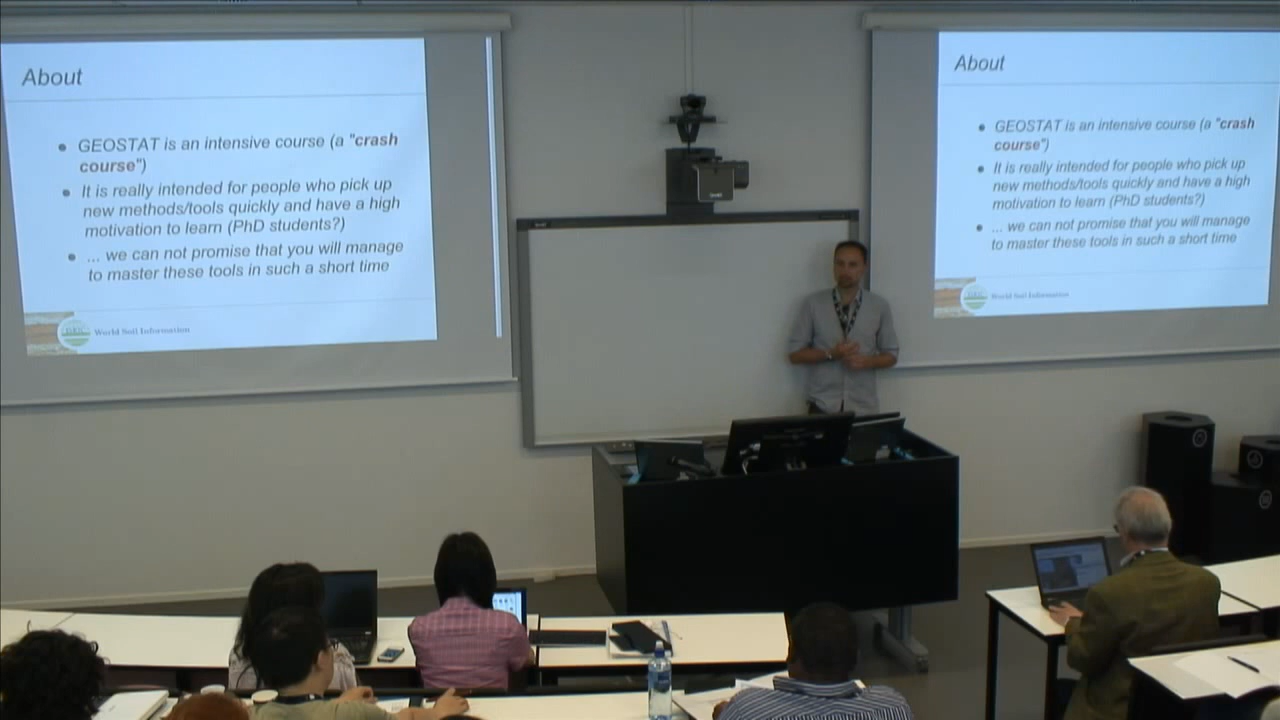 About
GEOSTAT is an intensive course (a "crash
course")
It is really intended for people who pick up
new methods/tools quickly and have a high
motivation to learn (PhD students?)
... we can not promise that you will manage
to master these tools in such a short time
World Soil Information
About
GEOSTAT is an intensive course (a "crash
course")
It is really intended for people who pick up
new methods/tools quickly and have a high
motivation to learn (PhD students?)
... we can not promise that you will manage
to master these tools in such a short time
World Soil Information